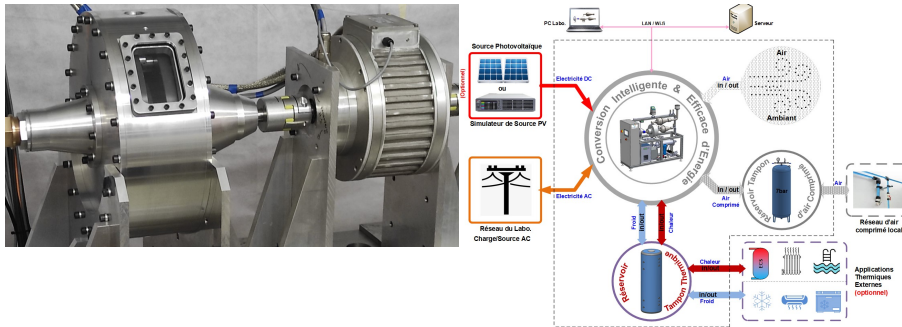 PC Labo.
LAN / Wifi
Serveur
Source Photovoltaïque
(Optionnel)
ou
Simulateur de Source PV
Electricité DC
Conversion Intelligente & Efficace d'Energie
Air
in / out
Air
Ambiant
Réseau du Labo.
Charge/Source AC
Electricité AC
In / out
Air
Comprimé
Réservoir Tampon
d'air Comprimé
7bar
Air
Réseau d'air
comprimé local
Froid
in/out
in/out
Chaleur
Réservoir
Tampon Thermique
Chaleur
in/out
in/out
Froid
ECS
Applications
Thermiques
Externes
(optionnel)